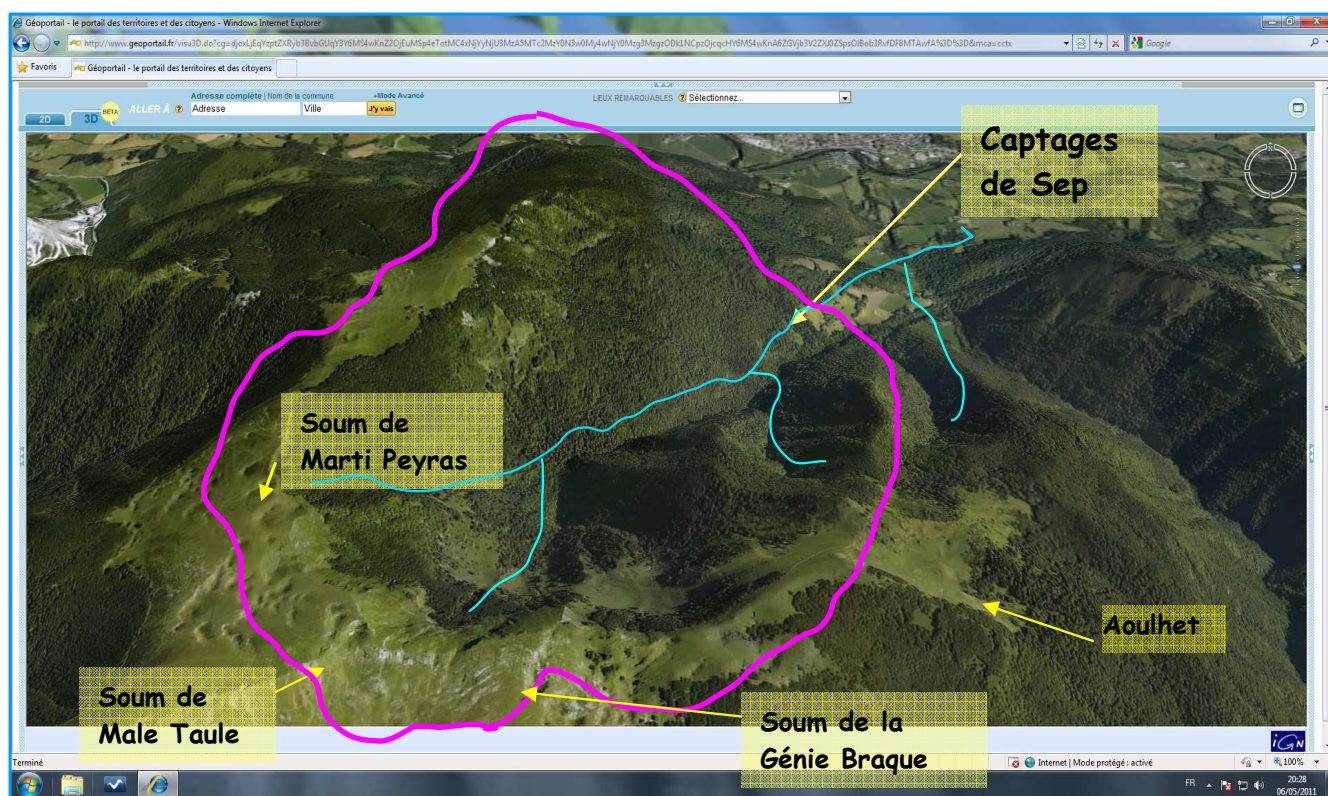 Géoportail - le portail des territoires et des citoyens - Windows Internet Explorer
Google
Favoris
Géoportail - le portail des territoires et des citoyens
Adresse complète | Nom de la commune
+Mode Avancé
ALLER À
Adresse
Ville
J'y vais
LIEUX REMARQUABLES
Sélectionnez...
2D
3D
BÊTA
Captages
de Sep
Soum de
Marti Peyras
Aoulhet
Soum de
Male Taule
Soum de la
Génie Braque
iGN
Terminé
Internet | Mode protégé : activé
100%
FR
20:28
06/05/2011